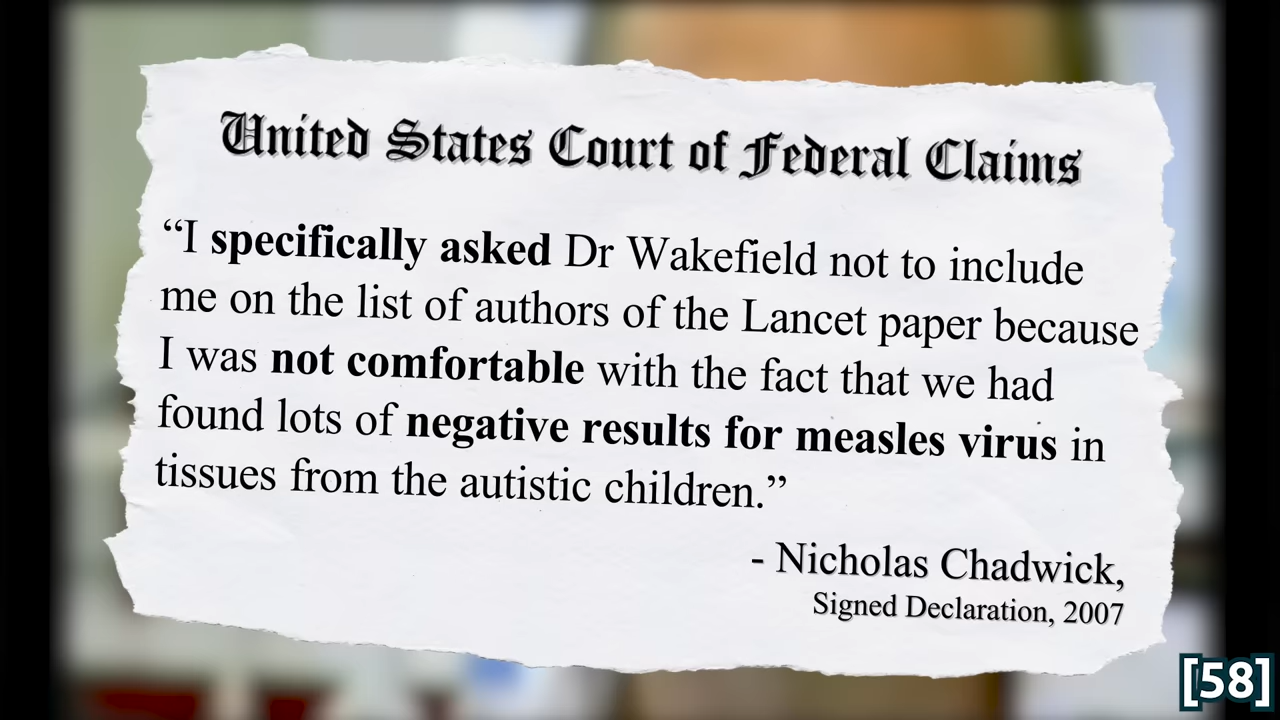 United States Court of Federal Claims
“I specifically asked Dr Wakefield not to include
me on the list of authors of the Lancet paper because
I was not comfortable with the fact that we had
found lots of negative results for measles virus in
tissues from the autistic children.”
- Nicholas Chadwick,
Signed Declaration, 2007
[58]